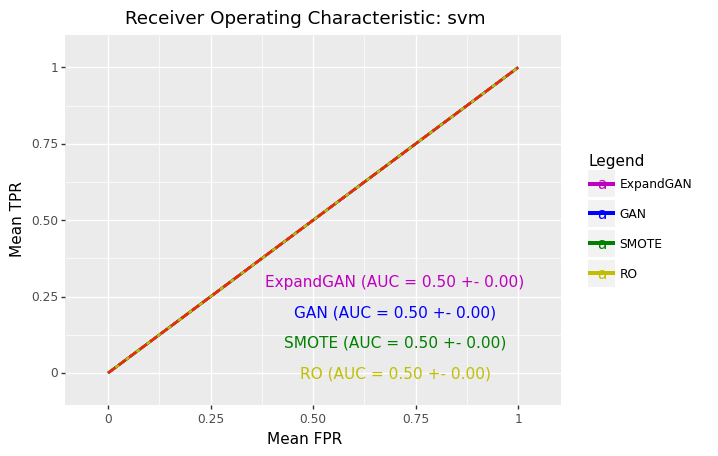 Receiver Operating Characteristic: svm
Mean TPR
1
0.75
0.50
0.25
0
ExpandGAN (AUC = 0.50 +- 0.00)
GAN (AUC = 0.50 +- 0.00)
SMOTE (AUC = 0.50 +- 0.00)
RO (AUC = 0.50 +- 0.00)
0 0.25 0.50 0.75 1
Mean FPR
Legend
a ExpandGAN
a GAN
a SMOTE
a RO